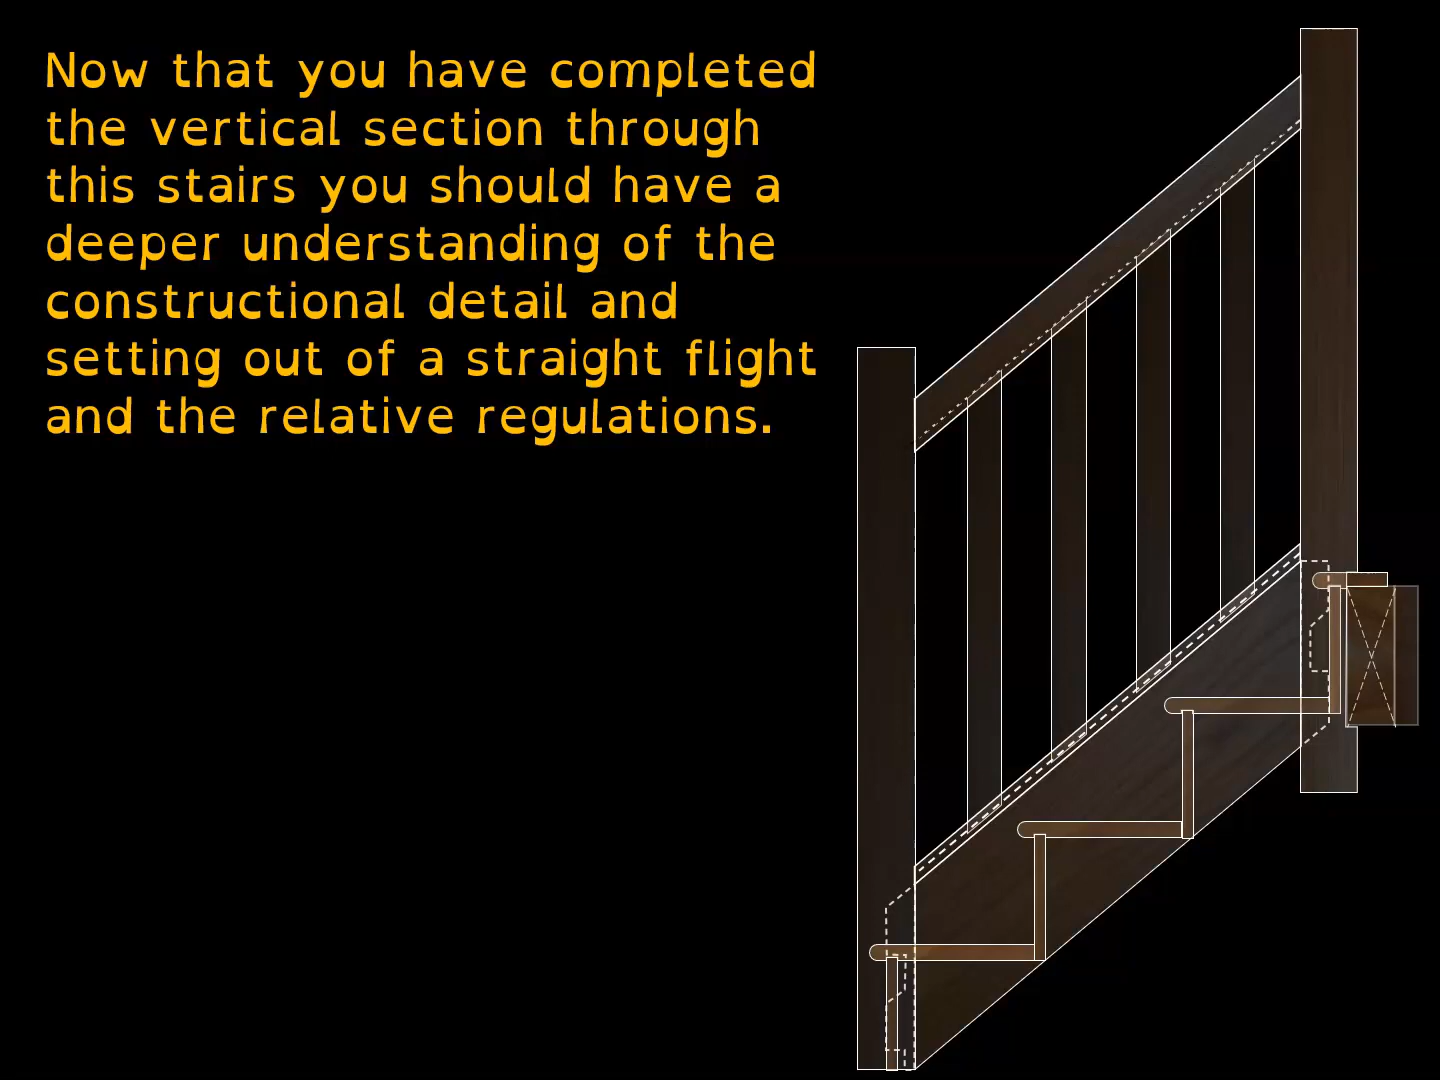 Now that you have completed
the vertical section through
this stairs you should have a
deeper understanding of the
constructional detail and
setting out of a straight flight
and the relative regulations.